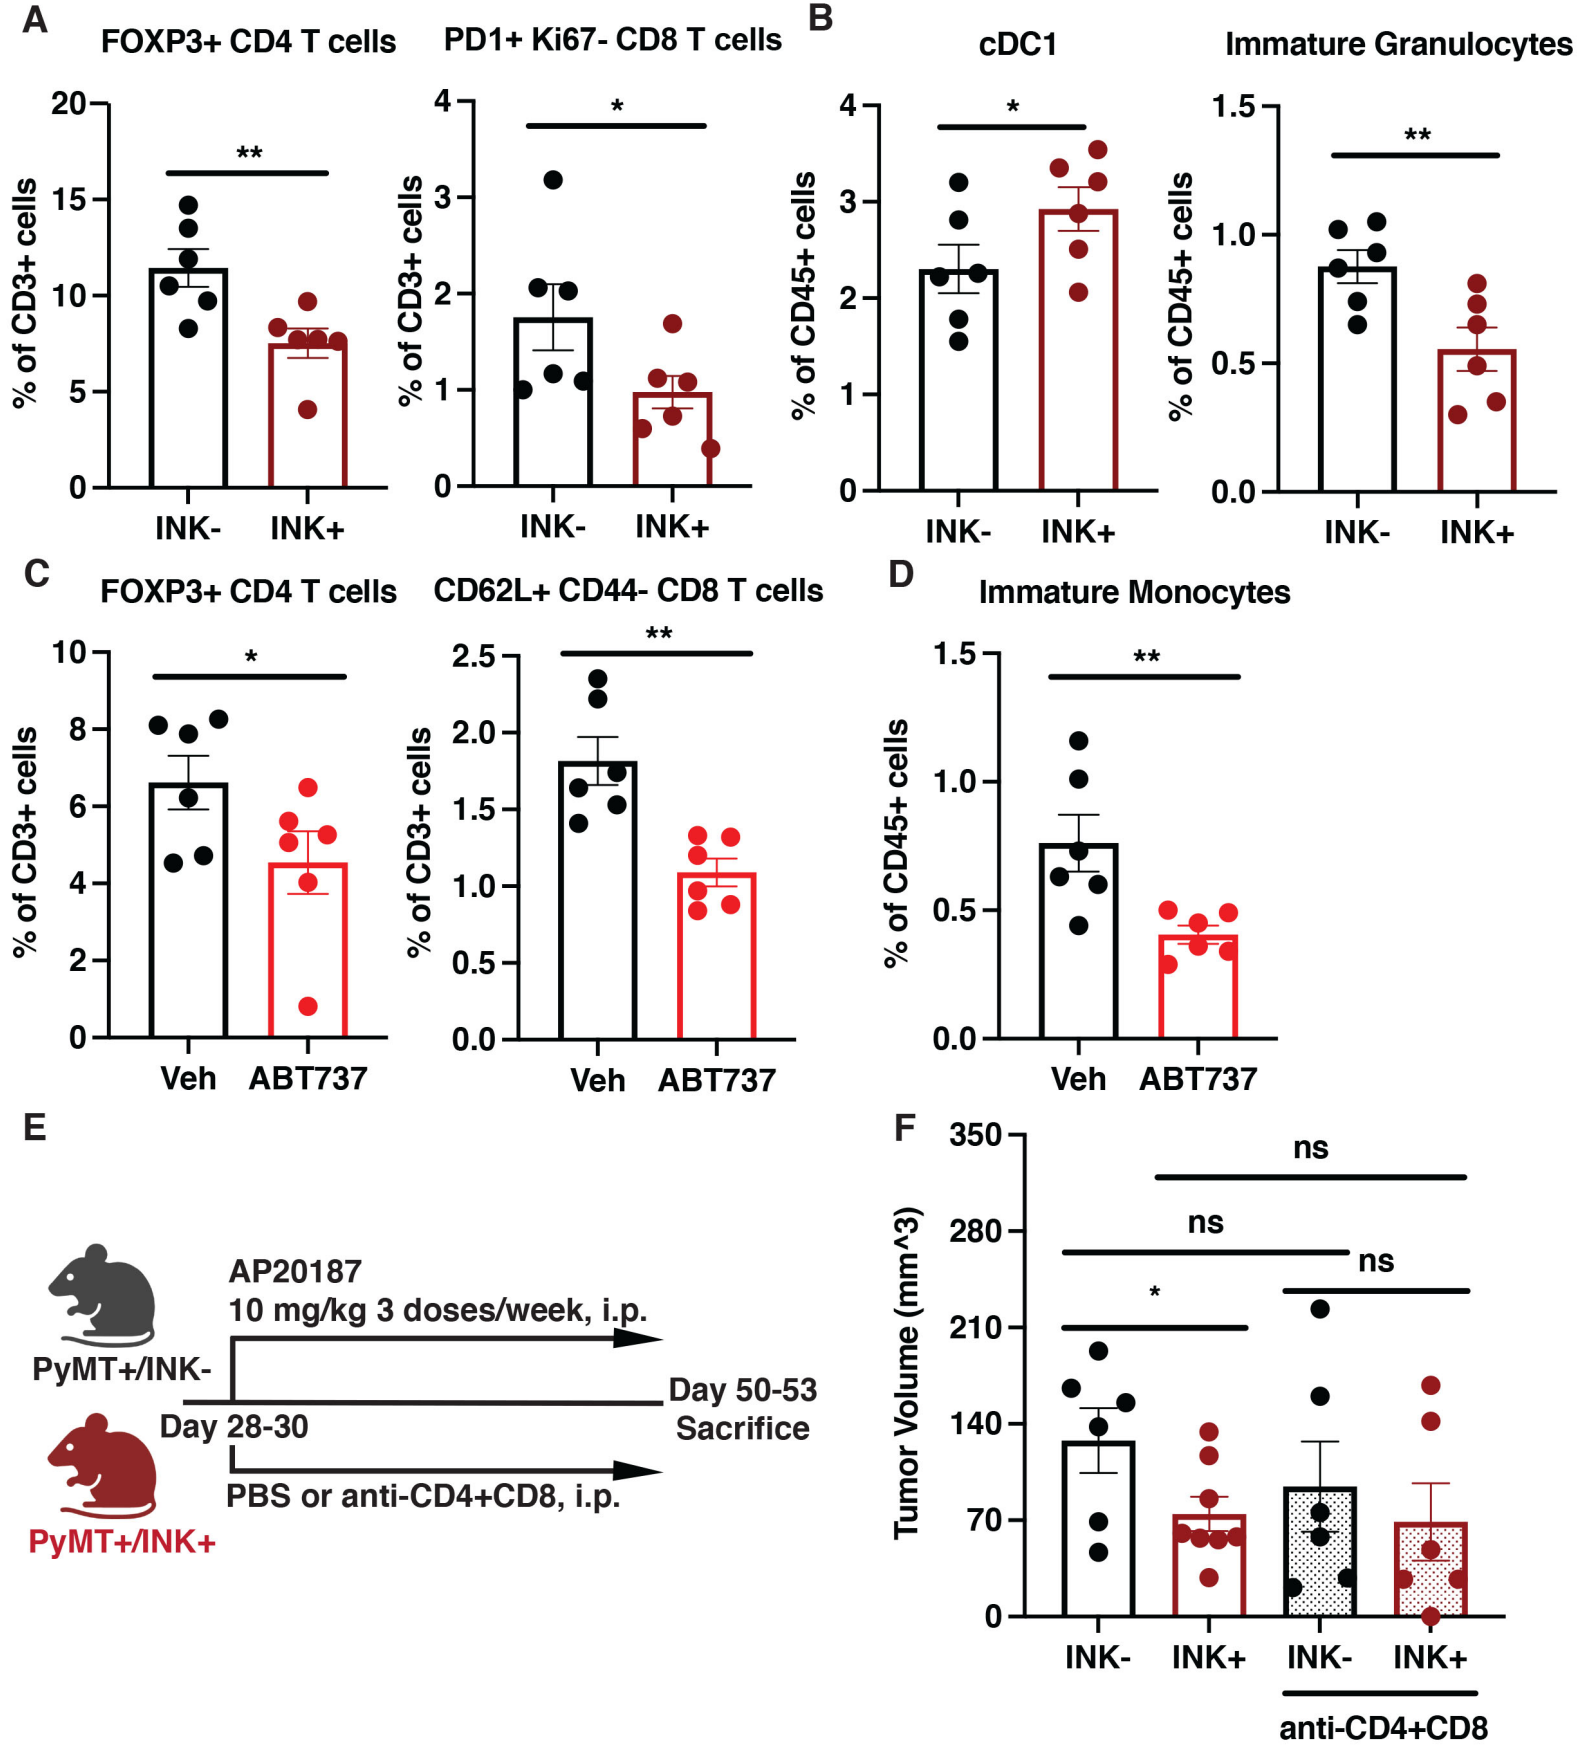 A
FOXP3+ CD4 T cells
% of CD3+ cells
20
15
10
5
0
**
INK-
INK+
PD1+ Ki67- CD8 T cells
% of CD3+ cells
4
3
2
1
0
*
INK-
INK+
B
cDC1
% of CD45+ cells
4
3
2
1
0
*
INK-
INK+
Immature Granulocytes
% of CD45+ cells
1.5
1.0
0.5
0.0
**
INK-
INK+
C
FOXP3+ CD4 T cells
% of CD3+ cells
10
8
6
4
2
0
*
Veh
ABT737
CD62L+ CD44- CD8 T cells
% of CD3+ cells
2.5
2.0
1.5
1.0
0.5
0.0
**
Veh
ABT737
D
Immature Monocytes
% of CD45+ cells
1.5
1.0
0.5
0.0
**
Veh
ABT737
E
AP20187
10 mg/kg 3 doses/week, i.p.
PyMT+/INK-
Day 28-30
Day 50-53
Sacrifice
PBS or anti-CD4+CD8, i.p.
PyMT+/INK+
F
Tumor Volume (mm^3)
350
280
210
140
70
0
ns
ns
ns
*
INK-
INK+
INK-
INK+
anti-CD4+CD8